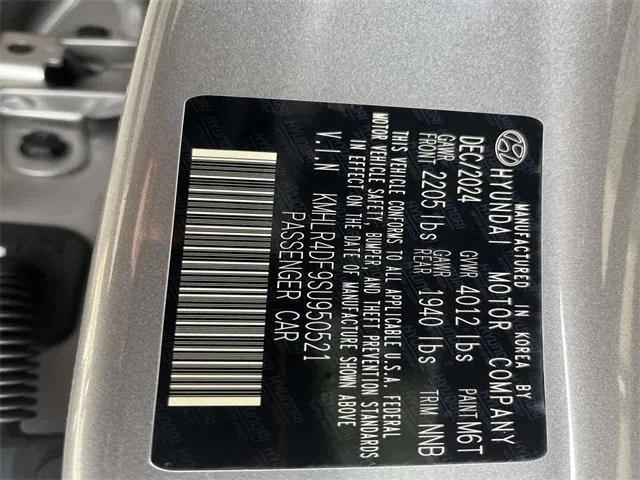 MANUFACTURED IN KOREA BY
HYUNDAI MOTOR COMPANY
DEC/2024 GVWR 4012 lbs PAINT M6T
GAWR FRONT 2205 lbs GAWR REAR 1940 lbs TRIM NNB
THIS VEHICLE CONFORMS TO ALL APPLICABLE U.S.A. FEDERAL
MOTOR VEHICLE SAFETY, BUMPER AND THEFT PREVENTION STANDARDS
IN EFFECT ON THE DATE OF MANUFACTURE SHOWN ABOVE
V.I.N KMHLR4DF9SU950521
PASSENGER CAR